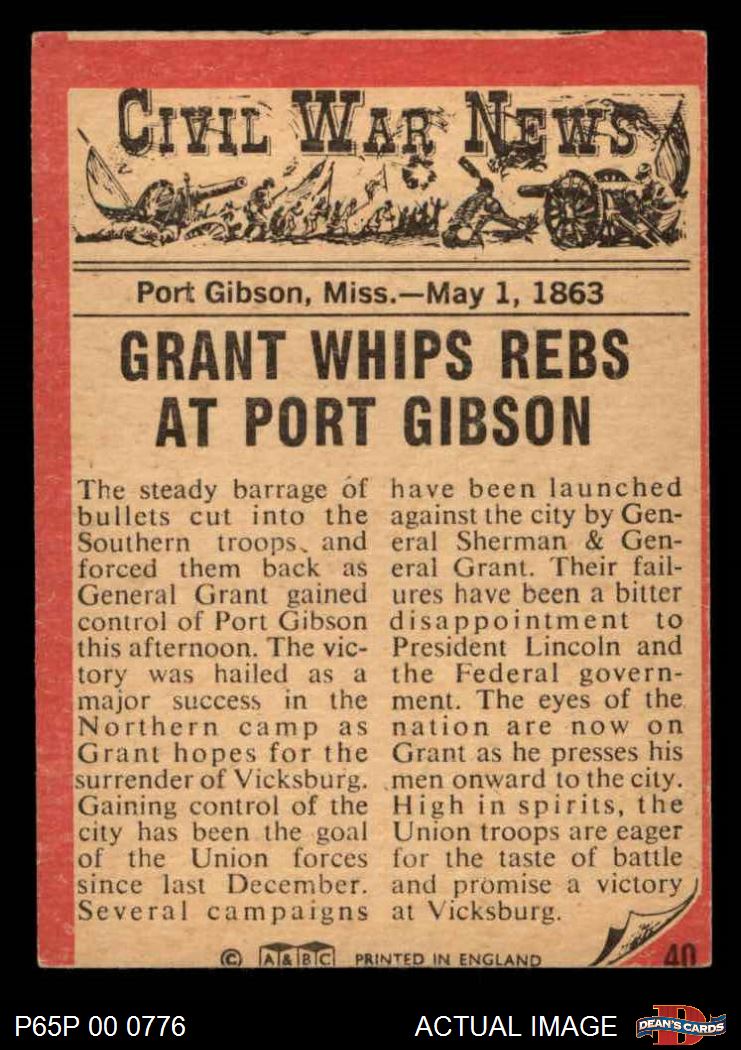 CIVIL WAR NEWS
Port Gibson, Miss.—May 1, 1863
GRANT WHIPS REBS
AT PORT GIBSON
The steady barrage of
bullets cut into the
Southern troops, and
forced them back as
General Grant gained
control of Port Gibson
this afternoon. The vic-
tory was hailed as a
major success in the
Northern camp as
Grant hopes for the
surrender of Vicksburg.
Gaining control of the
city has been the goal
of the Union forces
since last December.
Several campaigns
have been launched
against the city by Gen-
eral Sherman & Gen-
eral Grant. Their fail-
ures have been a bitter
disappointment to
President Lincoln and
the Federal govern-
ment. The eyes of the
nation are now on
Grant as he presses his
men onward to the city.
High in spirits, the
Union troops are eager
for the taste of battle
and promise a victory
at Vicksburg.
© A&BC PRINTED IN ENGLAND
40
P65P 00 0776
ACTUAL IMAGE
D
DEAN'S CARDS